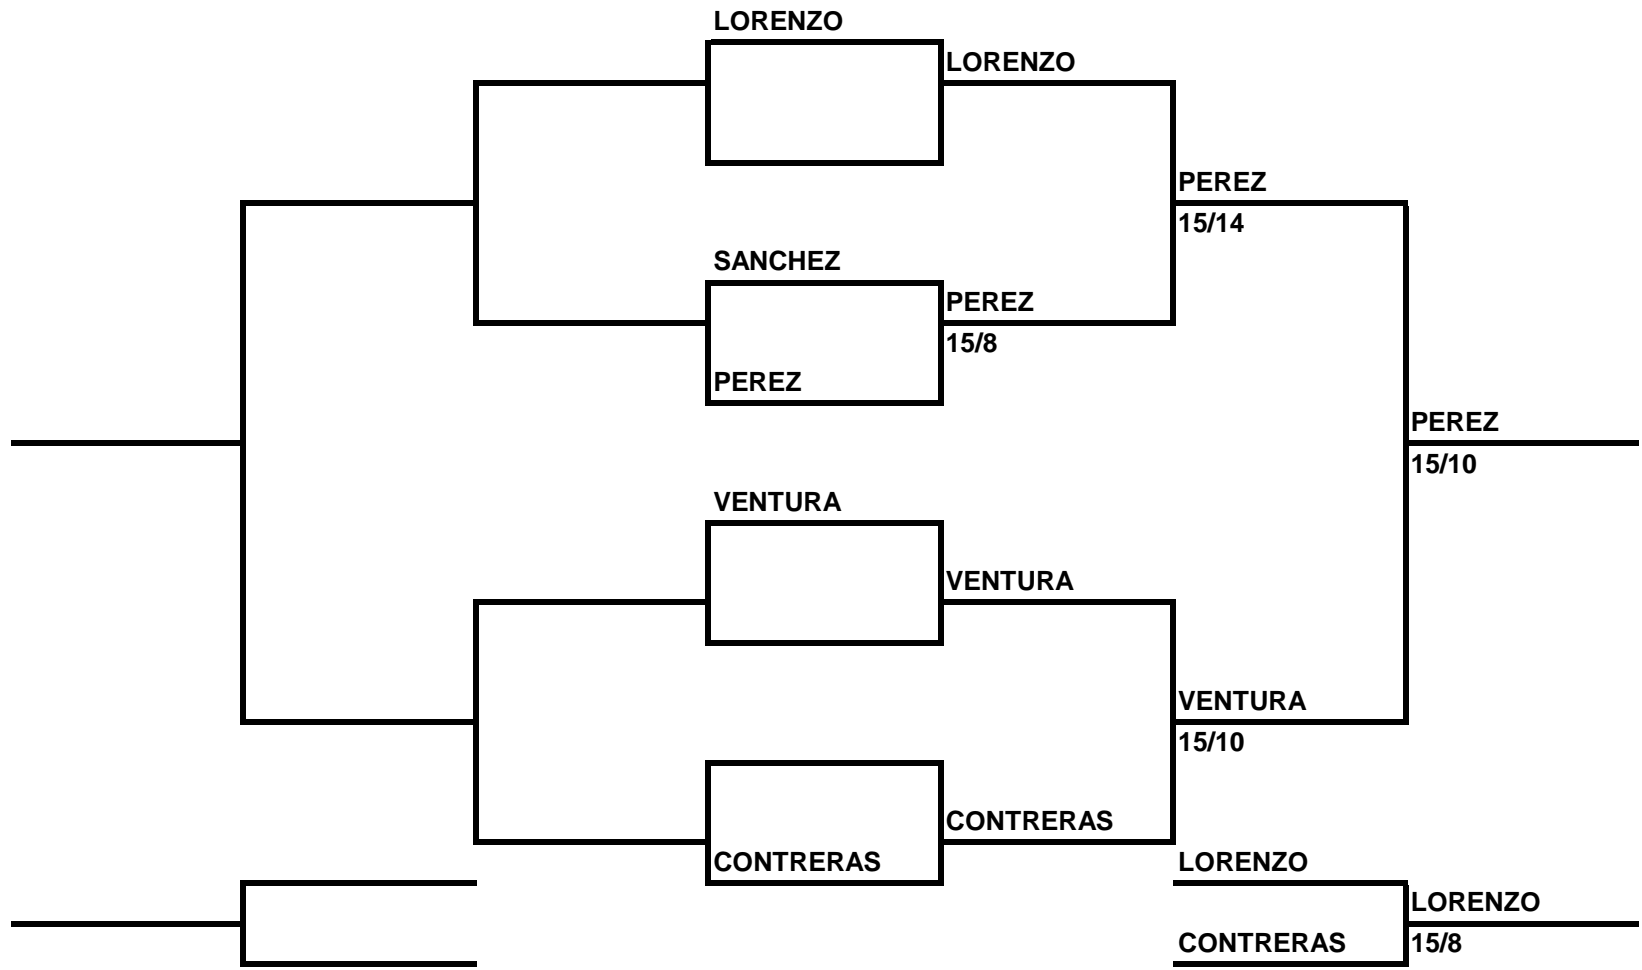 LORENZO
LORENZO
PEREZ
15/14
SANCHEZ
PEREZ
15/8
PEREZ
PEREZ
15/10
VENTURA
VENTURA
VENTURA
15/10
CONTRERAS
CONTRERAS
LORENZO
LORENZO
CONTRERAS
15/8